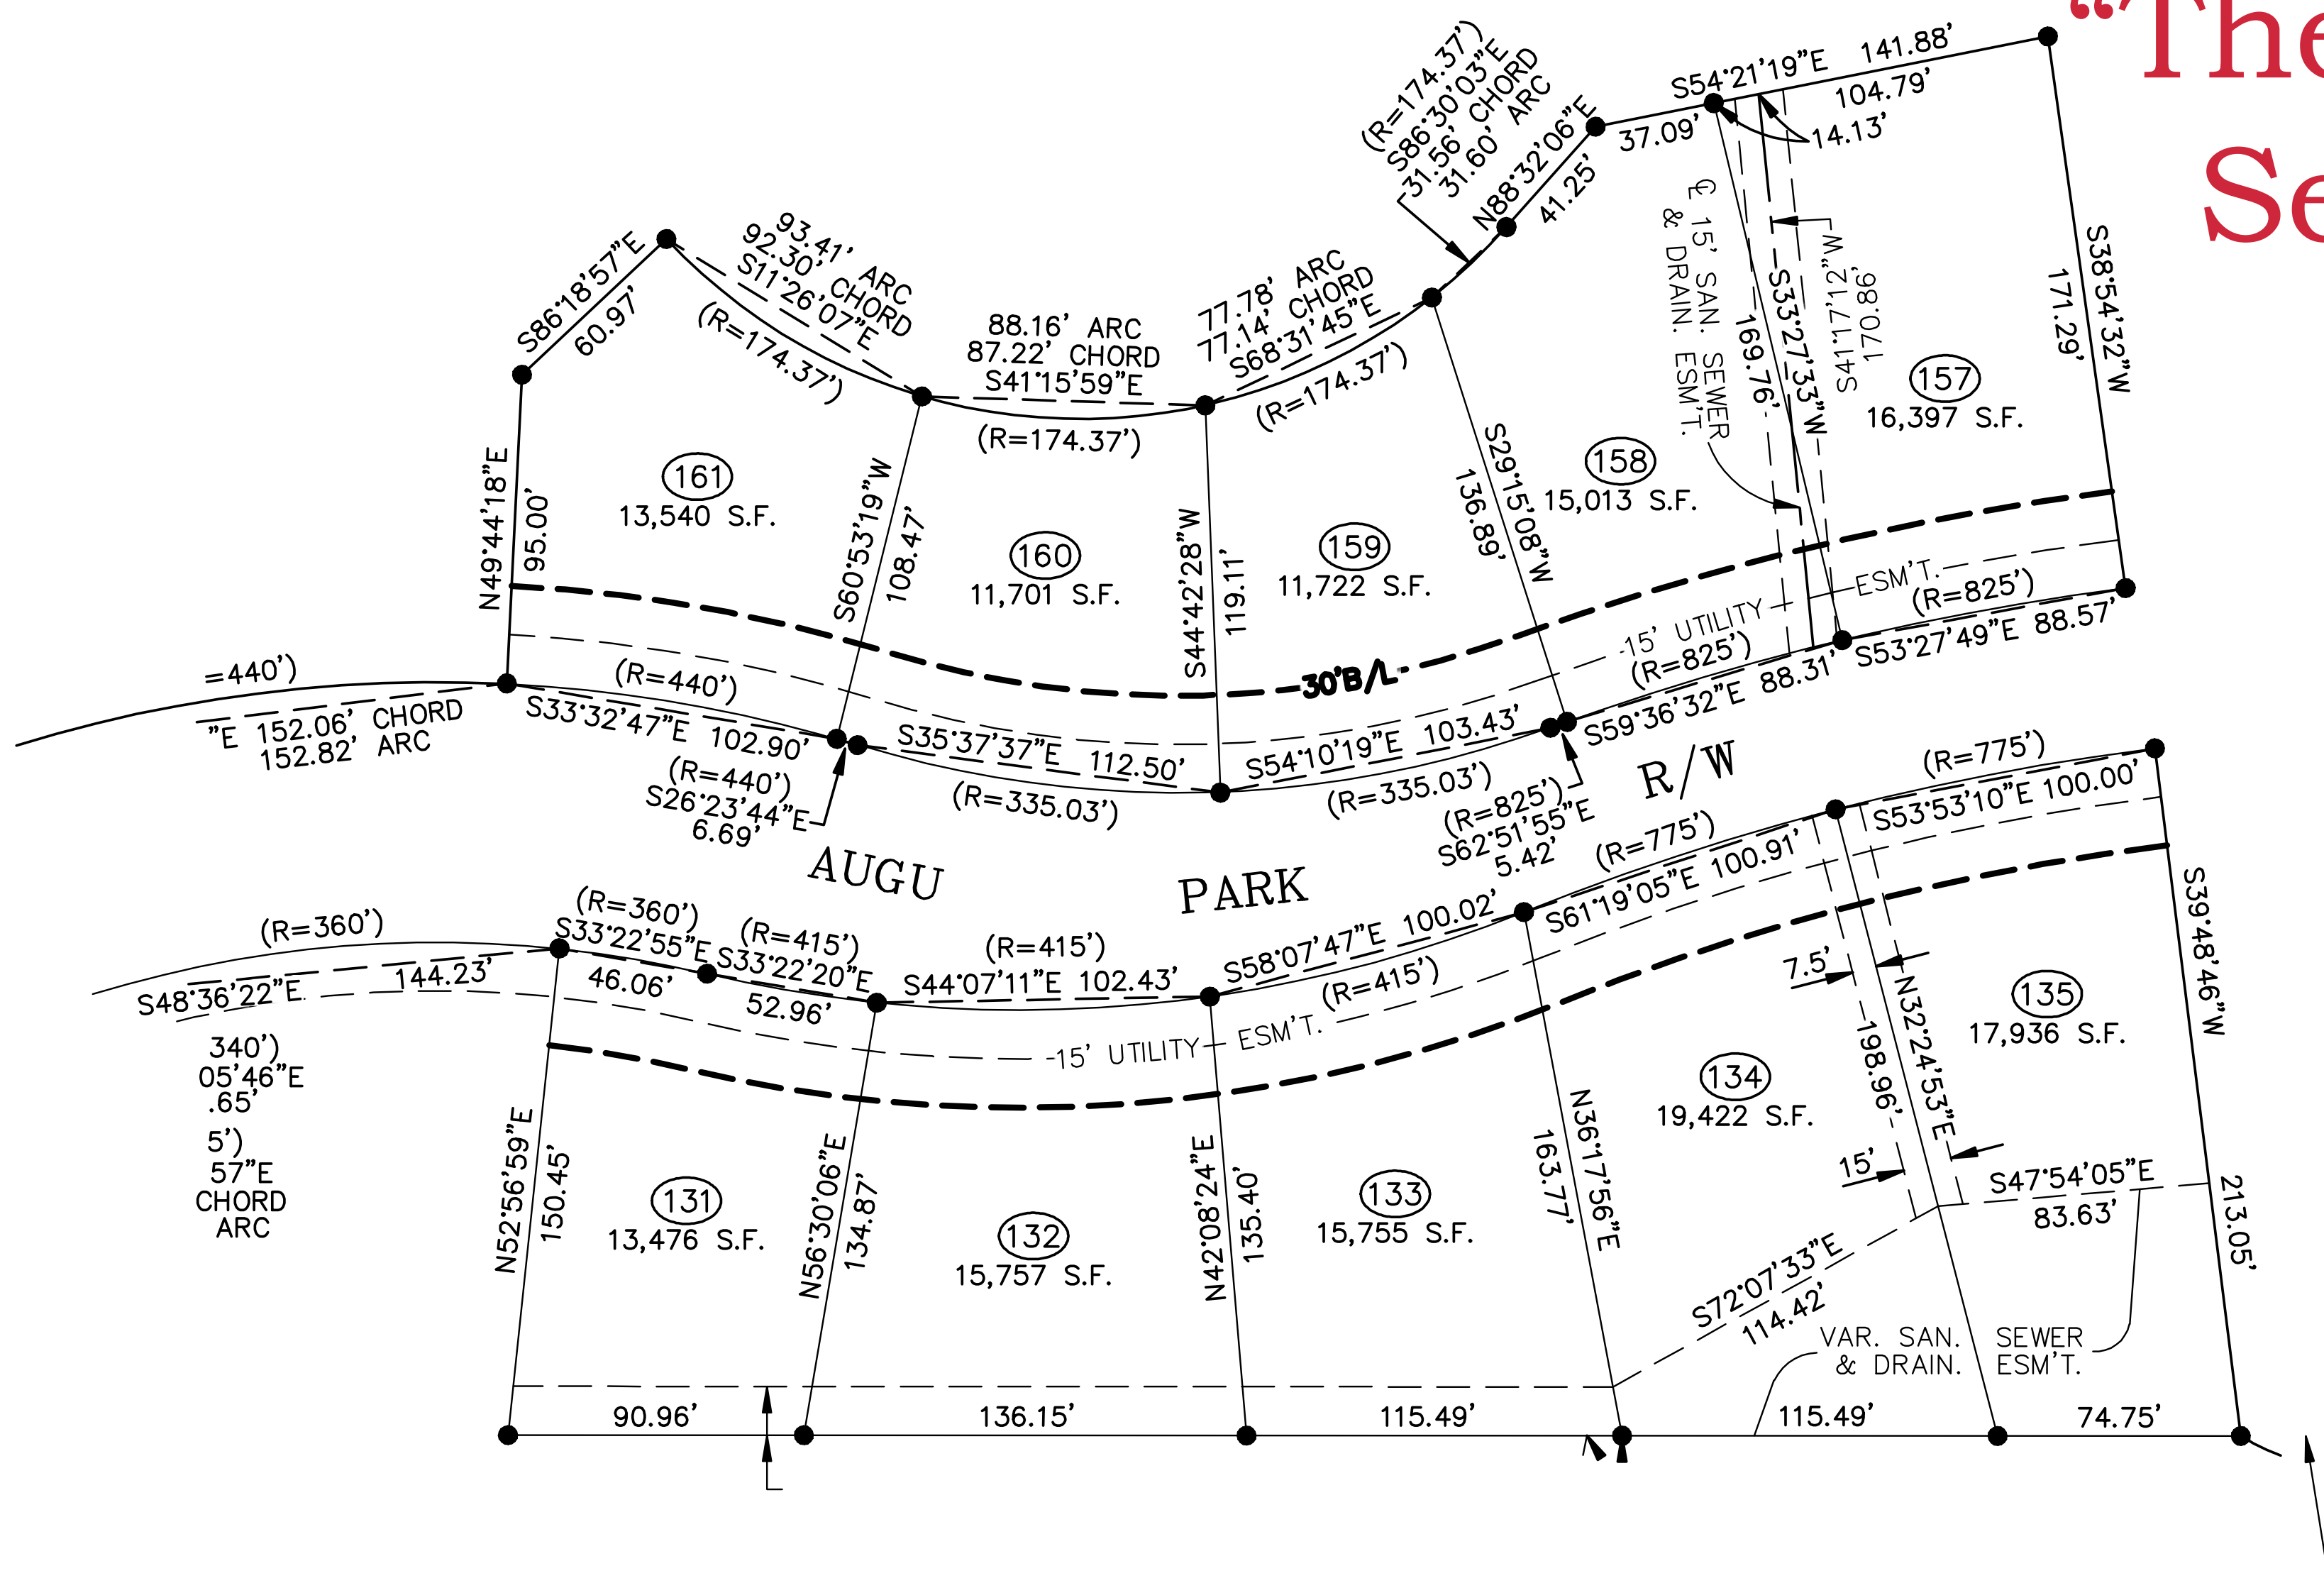 “The
Se
S54°21'19”E 141.88'
37.09'
104.79'
14.13'
(R=174.37')
S86°30'03”E
31.56' CHORD
31.60' ARC
N88°32'06”E
41.25'
S86°18'57”E
60.97'
93.41' ARC
92.30' CHORD
S11°26'07”E
(R=174.37')
88.16' ARC
87.22' CHORD
S41°15'59”E
(R=174.37')
77.78' ARC
77.14' CHORD
S68°31'45”E
(R=174.37')
℄ 15' SAN. SEWER
& DRAIN. ESM'T.
169.76'
S33°27'33”W
S41°17'21”W
170.86'
S38°54'32”W
171.29'
157
16,397 S.F.
158
15,013 S.F.
S29°15'08”W
136.89'
159
11,722 S.F.
S44°42'28”W
119.11'
160
11,701 S.F.
S60°53'19”W
108.47'
161
13,540 S.F.
N49°44'18”E
95.00'
30'B/L
15' UTILITY ESM'T.
=440')
”E 152.06' CHORD
152.82' ARC
(R=440')
S33°32'47”E 102.90'
(R=440')
S26°23'44”E
6.69'
S35°37'37”E 112.50'
(R=335.03')
S54°10'19”E 103.43'
(R=335.03')
(R=825')
S62°51'55”E
5.42'
(R=825')
S59°36'32”E 88.31'
(R=825')
S53°27'49”E 88.57'
AUGU PARK R/W
(R=360')
S48°36'22”E 144.23'
(R=360')
S33°22'55”E
46.06'
(R=415')
S33°22'20”E
52.96'
(R=415')
S44°07'11”E 102.43'
S58°07'47”E 100.02'
(R=415')
(R=775')
S61°19'05”E 100.91'
(R=775')
S53°53'10”E 100.00'
15' UTILITY ESM'T.
340')
05'46”E
.65'
5')
57”E
CHORD
ARC
N52°56'59”E
150.45'
131
13,476 S.F.
N56°30'06”E
134.87'
132
15,757 S.F.
N42°08'24”E
135.40'
133
15,755 S.F.
N36°17'56”E
163.77'
134
19,422 S.F.
7.5'
15'
198.96'
N32°24'53”E
135
17,936 S.F.
S39°48'46”W
213.05'
S47°54'05”E
83.63'
S72°07'33”E
114.42'
VAR. SAN. SEWER
& DRAIN. ESM'T.
90.96'
136.15'
115.49'
115.49'
74.75'